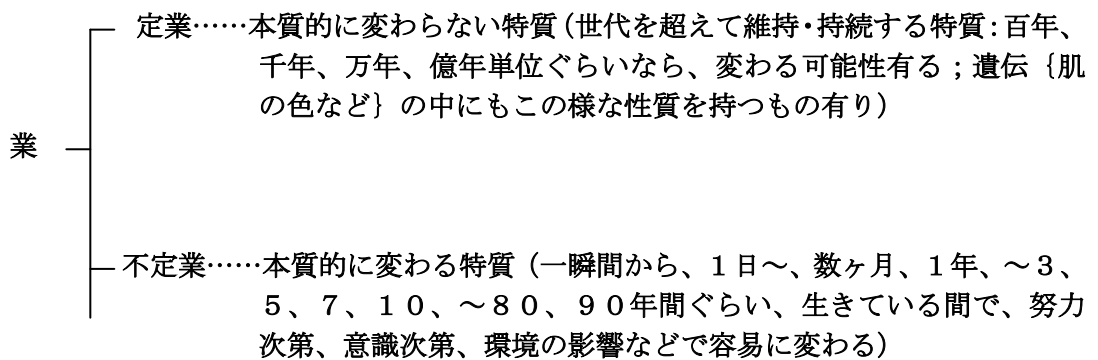 定業……本質的に変わらない特質(世代を超えて維持・持続する特質:百年、
千年、万年、億年単位ぐらいなら、変わる可能性有る;遺伝{肌
の色など}の中にもこの様な性質を持つもの有り)
業
不定業……本質的に変わる特質(一瞬間から、1日~、数ヶ月、1年、~3、
5、7、10、~80、90年間ぐらい、生きている間で、努力
次第、意識次第、環境の影響などで容易に変わる)